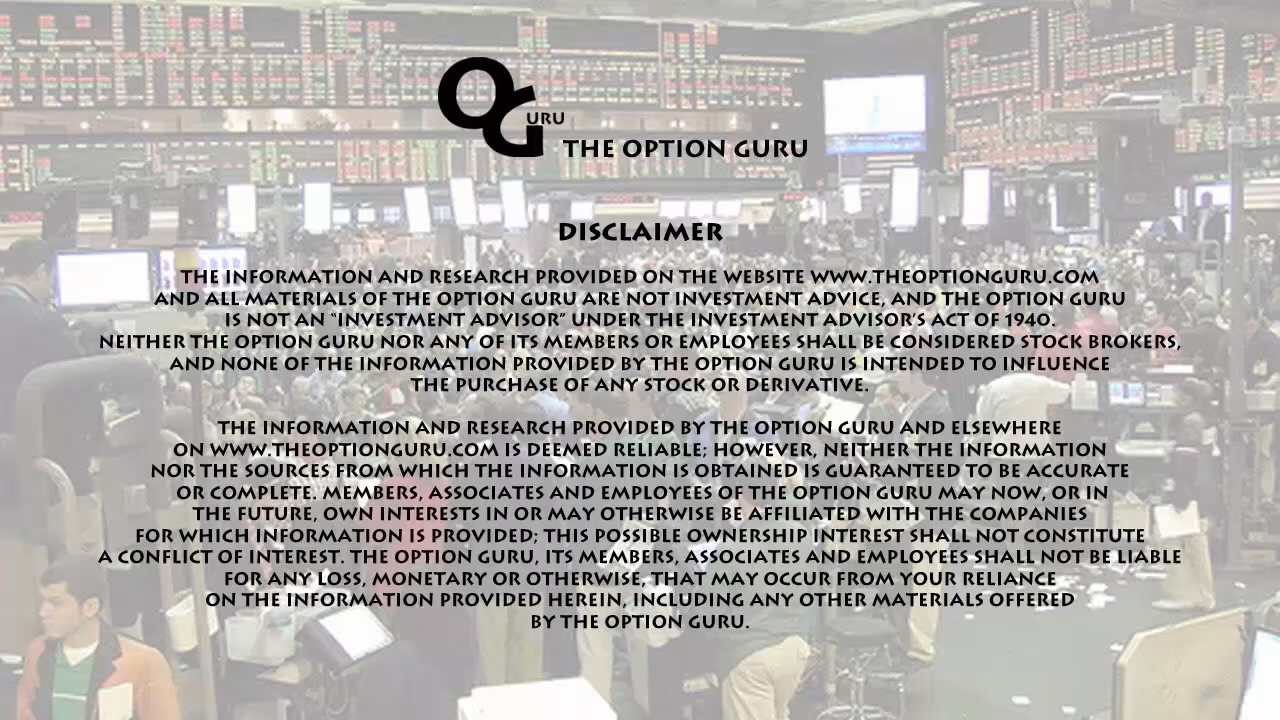 OG URU
THE OPTION GURU
DISCLAIMER
THE INFORMATION AND RESEARCH PROVIDED ON THE WEBSITE WWW.THEOPTIONGURU.COM
AND ALL MATERIALS OF THE OPTION GURU ARE NOT INVESTMENT ADVICE, AND THE OPTION GURU
IS NOT AN “INVESTMENT ADVISOR” UNDER THE INVESTMENT ADVISOR’S ACT OF 1940.
NEITHER THE OPTION GURU NOR ANY OF ITS MEMBERS OR EMPLOYEES SHALL BE CONSIDERED STOCK BROKERS,
AND NONE OF THE INFORMATION PROVIDED BY THE OPTION GURU IS INTENDED TO INFLUENCE
THE PURCHASE OF ANY STOCK OR DERIVATIVE.
THE INFORMATION AND RESEARCH PROVIDED BY THE OPTION GURU AND ELSEWHERE
ON WWW.THEOPTIONGURU.COM IS DEEMED RELIABLE; HOWEVER, NEITHER THE INFORMATION
NOR THE SOURCES FROM WHICH THE INFORMATION IS OBTAINED IS GUARANTEED TO BE ACCURATE
OR COMPLETE. MEMBERS, ASSOCIATES AND EMPLOYEES OF THE OPTION GURU MAY NOW, OR IN
THE FUTURE, OWN INTERESTS IN OR MAY OTHERWISE BE AFFILIATED WITH THE COMPANIES
FOR WHICH INFORMATION IS PROVIDED; THIS POSSIBLE OWNERSHIP INTEREST SHALL NOT CONSTITUTE
A CONFLICT OF INTEREST. THE OPTION GURU, ITS MEMBERS, ASSOCIATES AND EMPLOYEES SHALL NOT BE LIABLE
FOR ANY LOSS, MONETARY OR OTHERWISE, THAT MAY OCCUR FROM YOUR RELIANCE
ON THE INFORMATION PROVIDED HEREIN, INCLUDING ANY OTHER MATERIALS OFFERED
BY THE OPTION GURU.